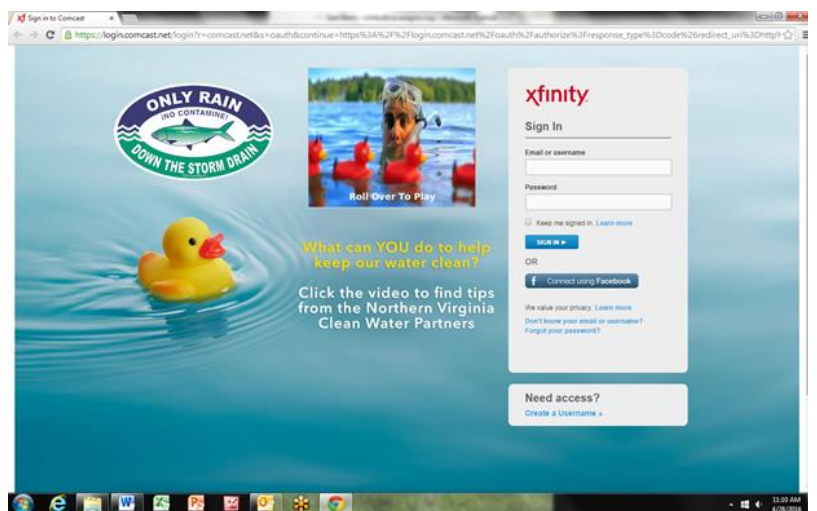 Sign in to Comcast
https://login.comcast.net/login?r=comcast.net&s=oauth&continue=https%3A%2F%2Flogin.comcast.net%2Foauth%2Fauthorize%3Fresponse_type%3Dcode%26redirect_uri%3Dhttp
ONLY RAIN
¡NO CONTAMINE!
DOWN THE STORM DRAIN
Roll Over To Play
What can YOU do to help
keep our water clean?
Click the video to find tips
from the Northern Virginia
Clean Water Partners
xfinity
Sign In
Email or username
Password
Keep me signed in. Learn more
SIGN IN
OR
f Connect using Facebook
We value your privacy. Learn more
Don't know your email or username?
Forgot your password?
Need access?
Create a Username »
11:10 AM
4/28/2016